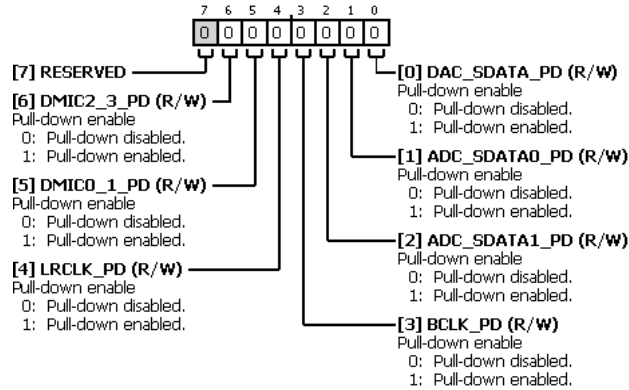 7 6 5 4 3 2 1 0
0 0 0 0 0 0 0 0
[7] RESERVED
[6] DMIC2_3_PD (R/W)
Pull-down enable
0: Pull-down disabled.
1: Pull-down enabled.
[5] DMIC0_1_PD (R/W)
Pull-down enable
0: Pull-down disabled.
1: Pull-down enabled.
[4] LRCLK_PD (R/W)
Pull-down enable
0: Pull-down disabled.
1: Pull-down enabled.
[0] DAC_SDATA_PD (R/W)
Pull-down enable
0: Pull-down disabled.
1: Pull-down enabled.
[1] ADC_SDATA0_PD (R/W)
Pull-down enable
0: Pull-down disabled.
1: Pull-down enabled.
[2] ADC_SDATA1_PD (R/W)
Pull-down enable
0: Pull-down disabled.
1: Pull-down enabled.
[3] BCLK_PD (R/W)
Pull-down enable
0: Pull-down disabled.
1: Pull-down enabled.